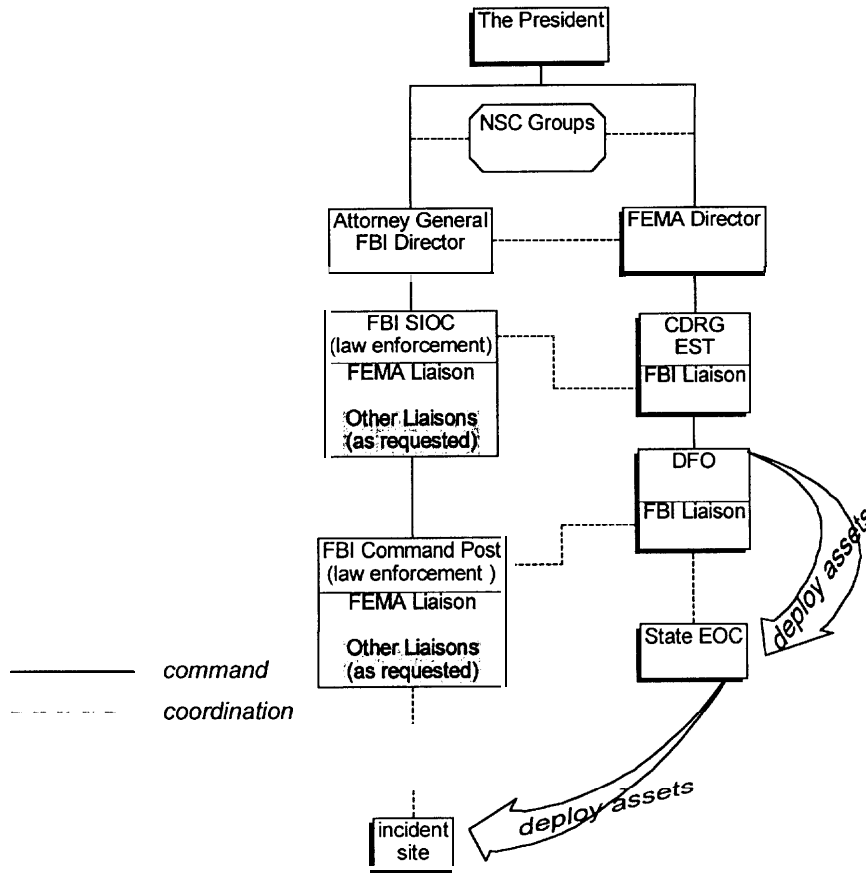 The President
NSC Groups
Attorney General
FBI Director
FEMA Director
FBI SIOC
(law enforcement)
FEMA Liaison
Other Liaisons
(as requested)
CDRG
EST
FBI Liaison
DFO
FBI Liaison
deploy assets
FBI Command Post
(law enforcement )
FEMA Liaison
Other Liaisons
(as requested)
State EOC
command
coordination
deploy assets
incident
site